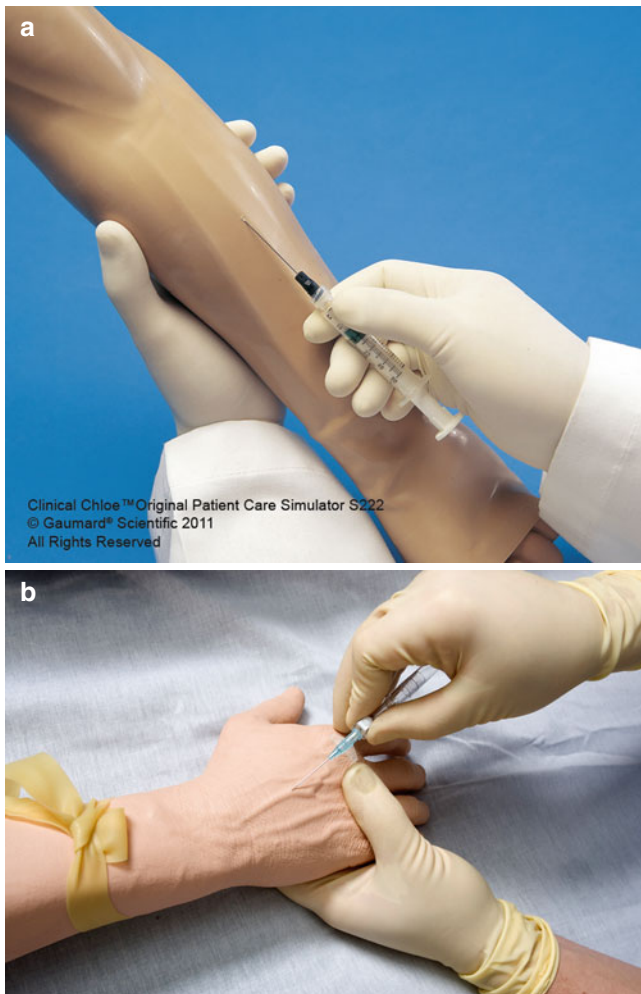 a
Clinical Chloe™Original Patient Care Simulator S222
© Gaumard® Scientific 2011
All Rights Reserved
b